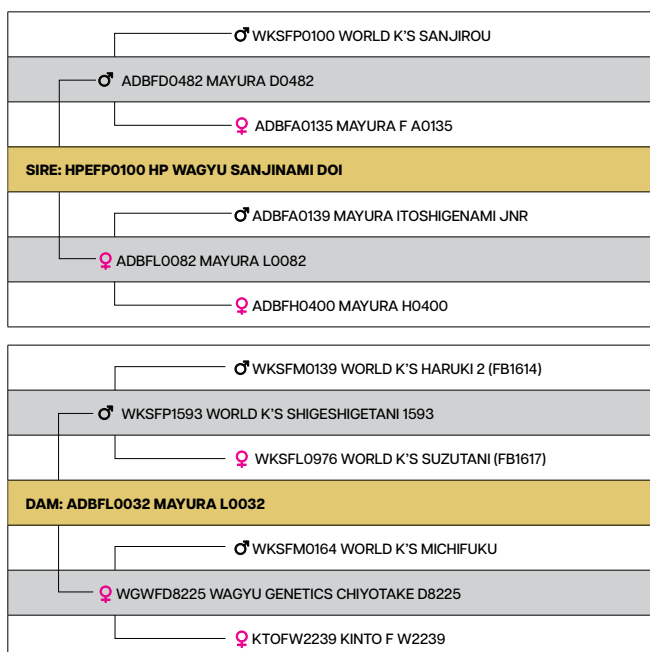 WKSFP0100 WORLD K'S SANJIROU
ADBFD0482 MAYURA D0482
ADBFA0135 MAYURA F A0135
SIRE: HPEFP0100 HP WAGYU SANJINAMI DOI
ADBFA0139 MAYURA ITOSHIGENAMI JNR
ADBFL0082 MAYURA L0082
ADBFH0400 MAYURA H0400
WKSFM0139 WORLD K'S HARUKI 2 (FB1614)
WKSFP1593 WORLD K'S SHIGESHIGETANI 1593
WKSFL0976 WORLD K'S SUZUTANI (FB1617)
DAM: ADBFL0032 MAYURA L0032
WKSFM0164 WORLD K'S MICHIFUKU
WGWFD8225 WAGYU GENETICS CHIYOTAKE D8225
KTOFW2239 KINTO F W2239